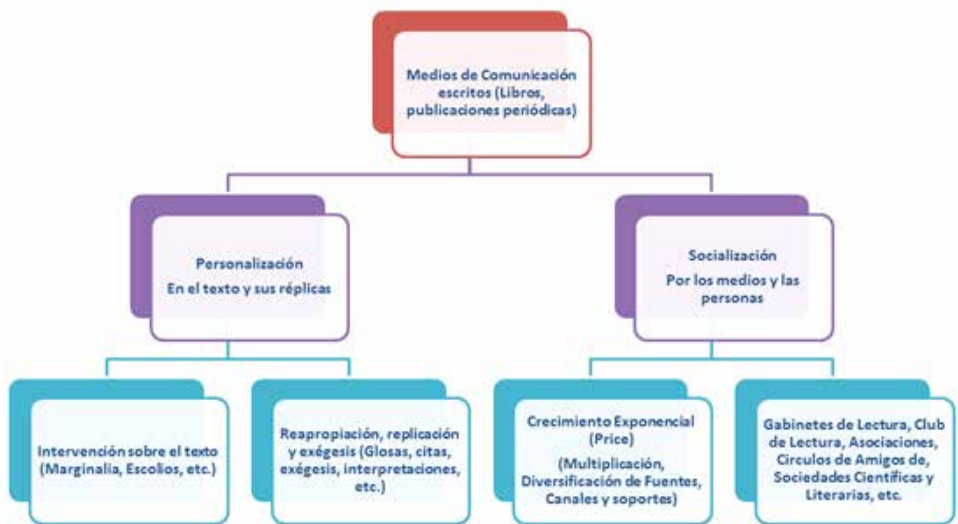 Medios de Comunicación
escritos (Libros,
publicaciones periódicas)
Personalización
En el texto y sus réplicas
Socialización
Por los medios y las
personas
Intervención sobre el texto
(Marginalia, Escolios, etc.)
Reapropiación, replicación
y exégesis (Glosas, citas,
exégesis, interpretaciones,
etc.)
Crecimiento Exponencial
(Price)
(Multiplicación,
Diversificación de Fuentes,
Canales y soportes)
Gabinetes de Lectura, Club
de Lectura, Asociaciones,
Circulos de Amigos de,
Sociedades Científicas y
Literarias, etc.